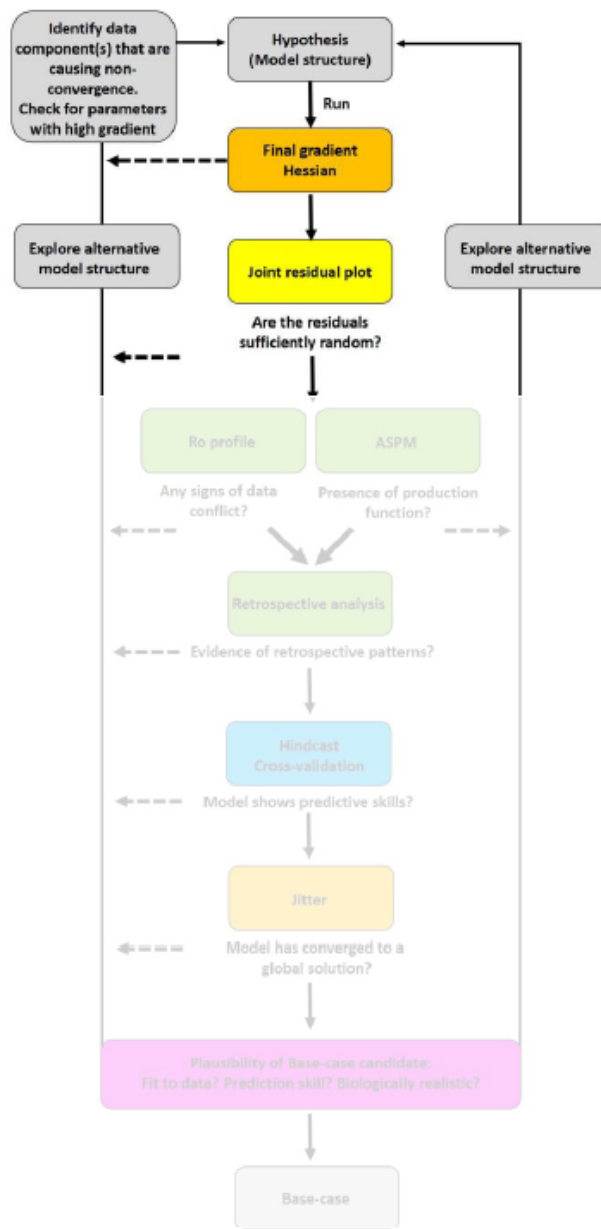 Identify data
component(s) that are
causing non-
convergence.
Check for parameters
with high gradient
Hypothesis
(Model structure)
Run
Final gradient
Hessian
Explore alternative
model structure
Joint residual plot
Explore alternative
model structure
Are the residuals
sufficiently random?
Ro profile
ASPM
Any signs of data
conflict?
Presence of production
function?
Retrospective analysis
Evidence of retrospective patterns?
Hindcast
Cross-validation
Model shows predictive skills?
Jitter
Model has converged to a
global solution?
Plausibility of Base-case candidate:
Fit to data? Prediction skill? Biologically realistic?
Base-case